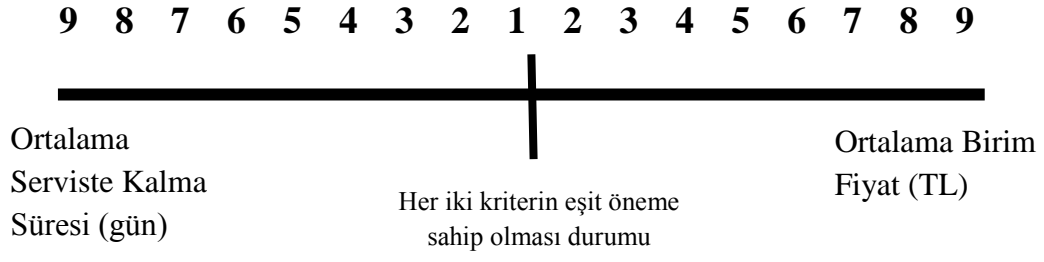 9 8 7 6 5 4 3 2 1 2 3 4 5 6 7 8 9
Ortalama
Serviste Kalma
Süresi (gün)
Her iki kriterin eşit öneme
sahip olması durumu
Ortalama Birim
Fiyat (TL)